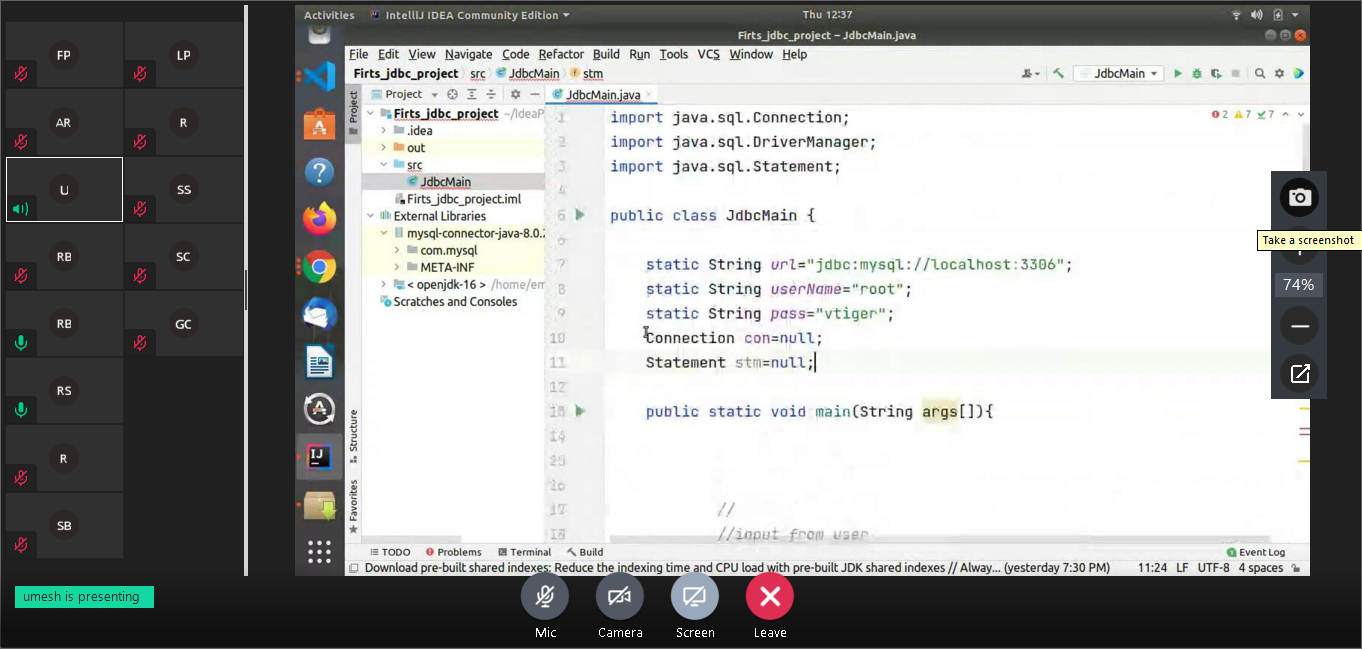 Activities IntelliJ IDEA Community Edition Thu 12:37
Firts_jdbc_project – JdbcMain.java
File Edit View Navigate Code Refactor Build Run Tools VCS Window Help
Firts_jdbc_project src JdbcMain stm JdbcMain
Project JdbcMain.java
Project
Firts_jdbc_project ~/IdeaP
.idea
out
src
JdbcMain
Firts_jdbc_project.iml
External Libraries
mysql-connector-java-8.0.2
com.mysql
META-INF
< openjdk-16 > /home/em
Scratches and Consoles
Structure
Favorites
2 7 7
1 import java.sql.Connection;
2 import java.sql.DriverManager;
3 import java.sql.Statement;
4
public class JdbcMain {
7 static String url="jdbc:mysql://localhost:3306";
8 static String userName="root";
9 static String pass="vtiger";
10 Connection con=null;
11 Statement stm=null;
12
public static void main(String args[]){
14
16
17 //
18 //input from user
TODO Problems Terminal Build Event Log
Download pre-built shared indexes: Reduce the indexing time and CPU load with pre-built JDK shared indexes // Alway... (yesterday 7:30 PM) 11:24 LF UTF-8 4 spaces
FP LP
AR R
U SS
RB SC
RB GC
RS
R
SB
Take a screenshot
74%
umesh is presenting
Mic Camera Screen Leave